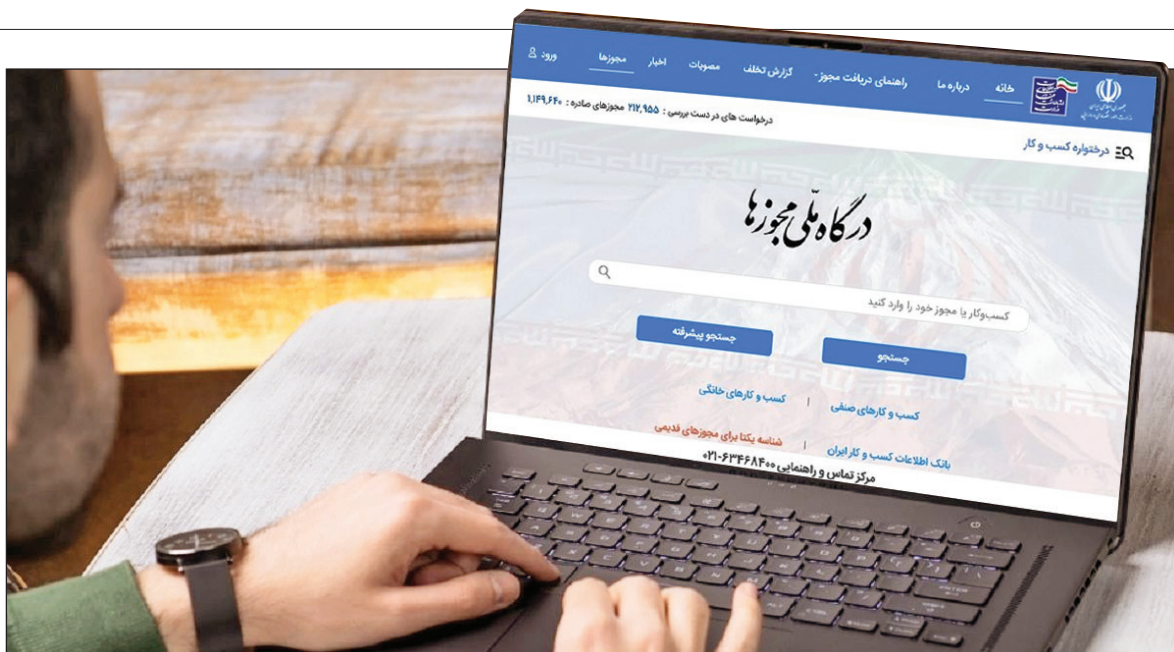 خانه درباره ما راهنمای دریافت مجوز گزارش تخلف مصوبات اخبار مجوزها ورود
درخواست های در دست بررسی : ۲۱۲,۹۵۵ مجوزهای صادره : ۱,۱۴۹,۶۴۰
درختواره کسب و کار
درگاه ملّی مجوزها
کسب‌وکار یا مجوز خود را وارد کنید
جستجو جستجو پیشرفته
کسب و کارهای صنفی | کسب و کارهای خانگی
بانک اطلاعات کسب و کار ایران | شناسه یکتا برای مجوزهای قدیمی
مرکز تماس و راهنمایی ۶۳۴۶۸۴۰۰-۰۲۱